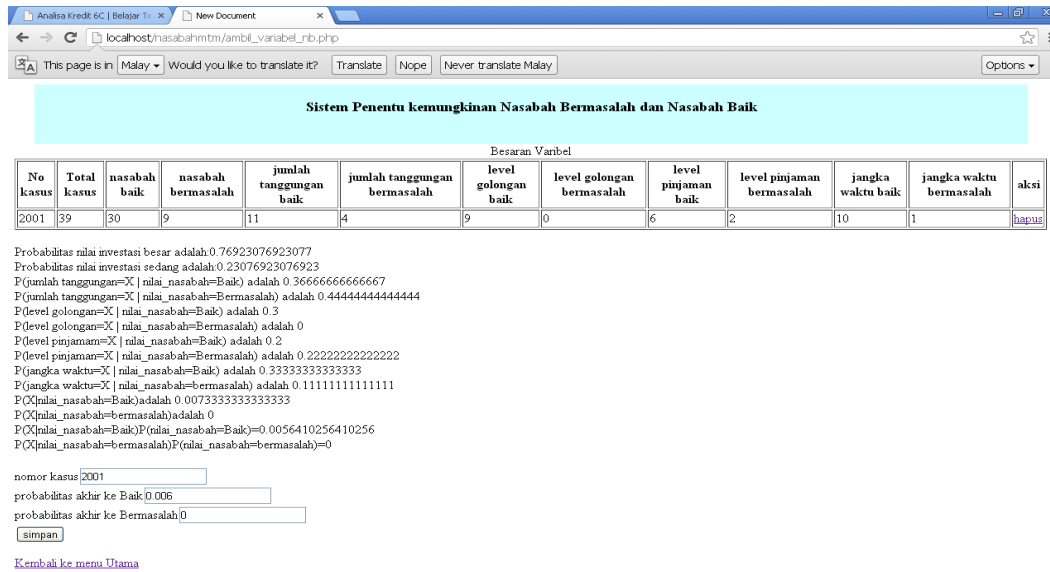 Analisa Kredit 6C | Belajar Te
New Document
localhost/nasabahmtm/ambil_variabel_nb.php
This page is in Malay Would you like to translate it? Translate Nope Never translate Malay Options
Sistem Penentu kemungkinan Nasabah Bermasalah dan Nasabah Baik
Besaran Varibel
No kasus Total kasus nasabah baik nasabah bermasalah jumlah tanggungan baik jumlah tanggungan bermasalah level golongan baik level golongan bermasalah level pinjaman baik level pinjaman bermasalah jangka waktu baik jangka waktu bermasalah aksi
2001 39 30 9 11 4 9 0 6 2 10 1 hapus
Probabilitas nilai investasi besar adalah:0.76923076923077
Probabilitas nilai investasi sedang adalah:0.23076923076923
P(jumlah tanggungan=X | nilai_nasabah=Baik) adalah 0.36666666666667
P(jumlah tanggungan=X | nilai_nasabah=Bermasalah) adalah 0.44444444444444
P(level golongan=X | nilai_nasabah=Baik) adalah 0.3
P(level golongan=X | nilai_nasabah=Bermasalah) adalah 0
P(level pinjamam=X | nilai_nasabah=Baik) adalah 0.2
P(level pinjaman=X | nilai_nasabah=Bermasalah) adalah 0.22222222222222
P(jangka waktu=X | nilai_nasabah=Baik) adalah 0.33333333333333
P(jangka waktu=X | nilai_nasabah=bermasalah) adalah 0.11111111111111
P(X|nilai_nasabah=Baik)adalah 0.0073333333333333
P(X|nilai_nasabah=bermasalah)adalah 0
P(X|nilai_nasabah=Baik)P(nilai_nasabah=Baik)=0.0056410256410256
P(X|nilai_nasabah=bermasalah)P(nilai_nasabah=bermasalah)=0
nomor kasus 2001
probabilitas akhir ke Baik 0.006
probabilitas akhir ke Bermasalah 0
simpan
Kembali ke menu Utama